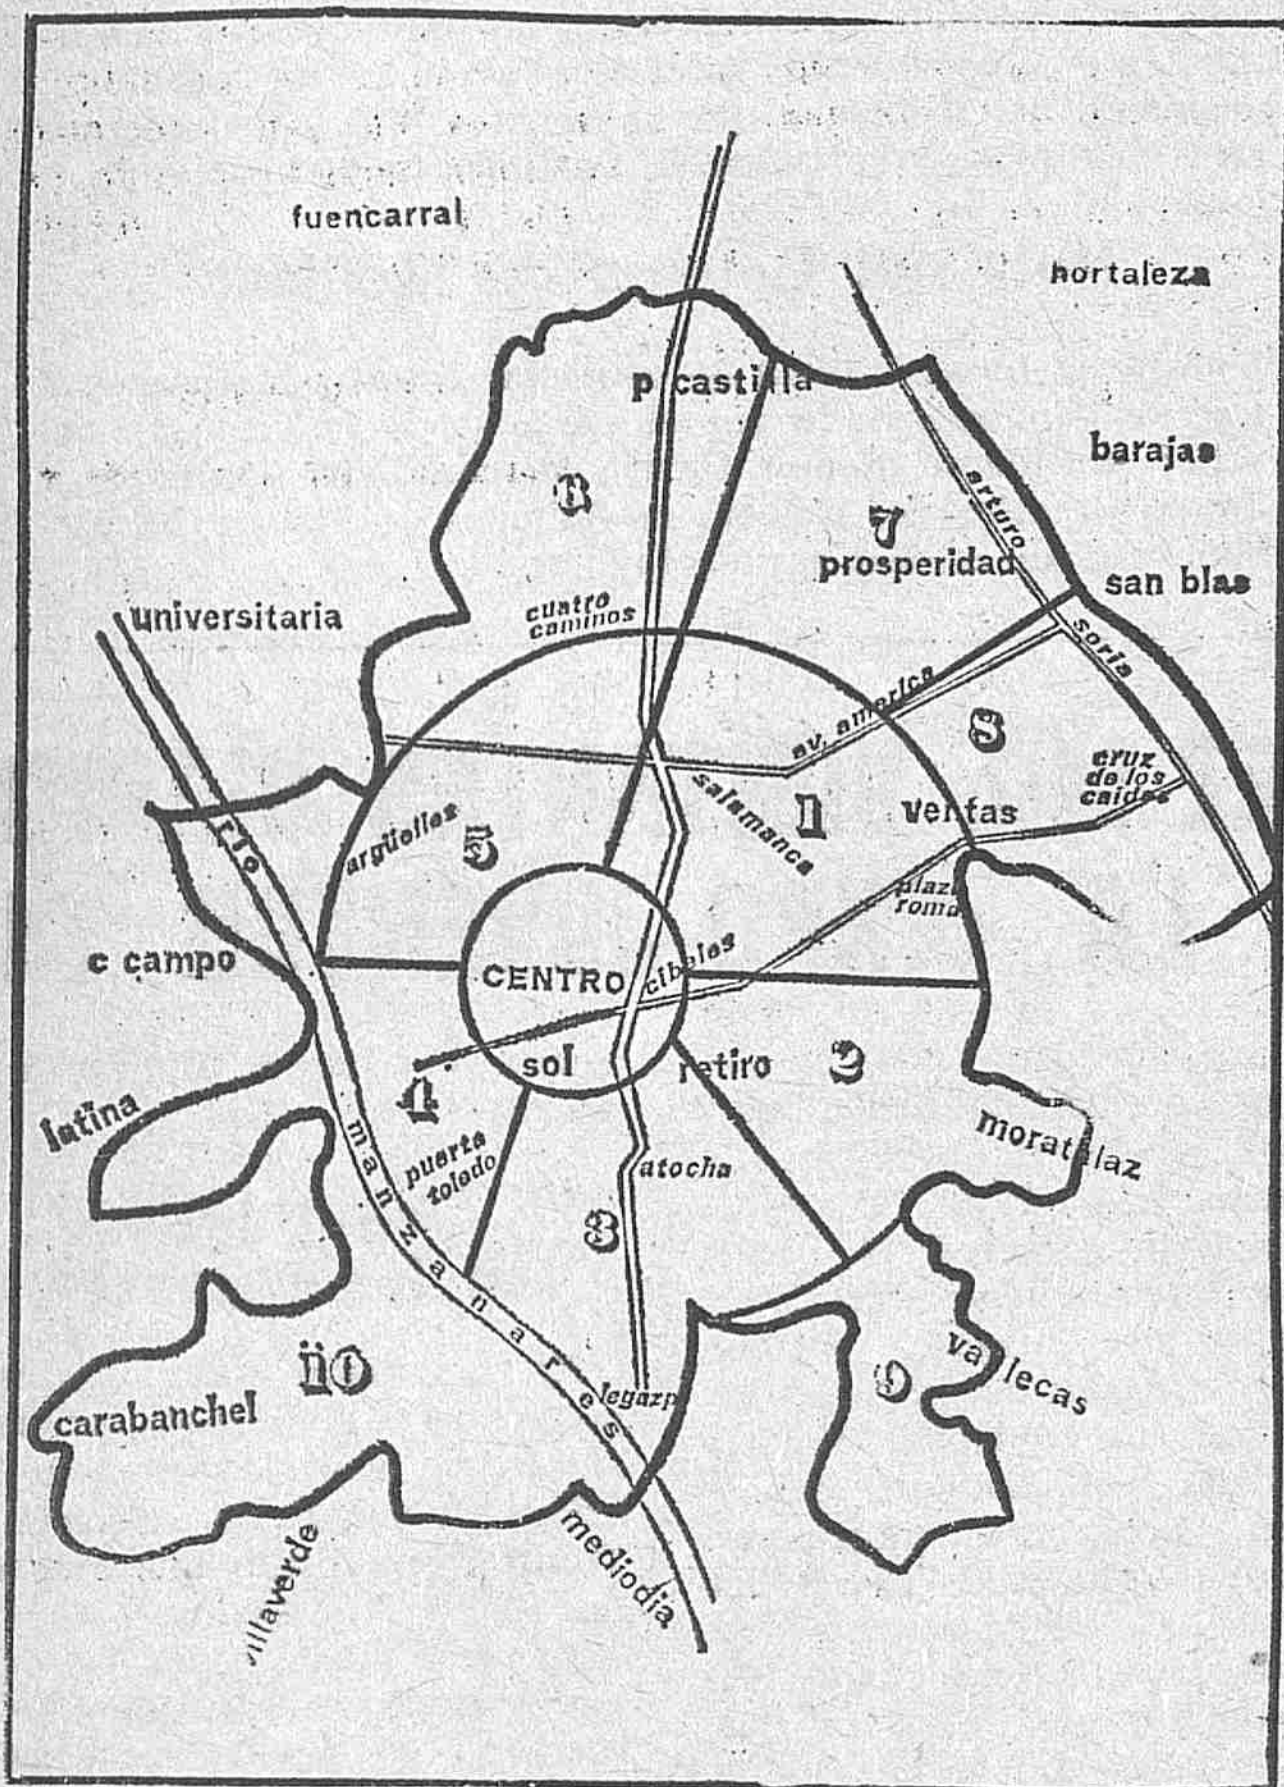 fuencarral
hortaleza
p castilla
barajas
6
arturo
7
prosperidad
san blas
universitaria
cuatro
caminos
soria
av. america
8
cruz
de los
caidos
salamanca
1
ventas
argüelles
5
rio
plaza
roma
c campo
CENTRO
cibeles
sol
retiro
2
4
latina
manzanares
puerta
toledo
moratalaz
atocha
3
vallecas
10
9
legazpi
carabanchel
villaverde
mediodia